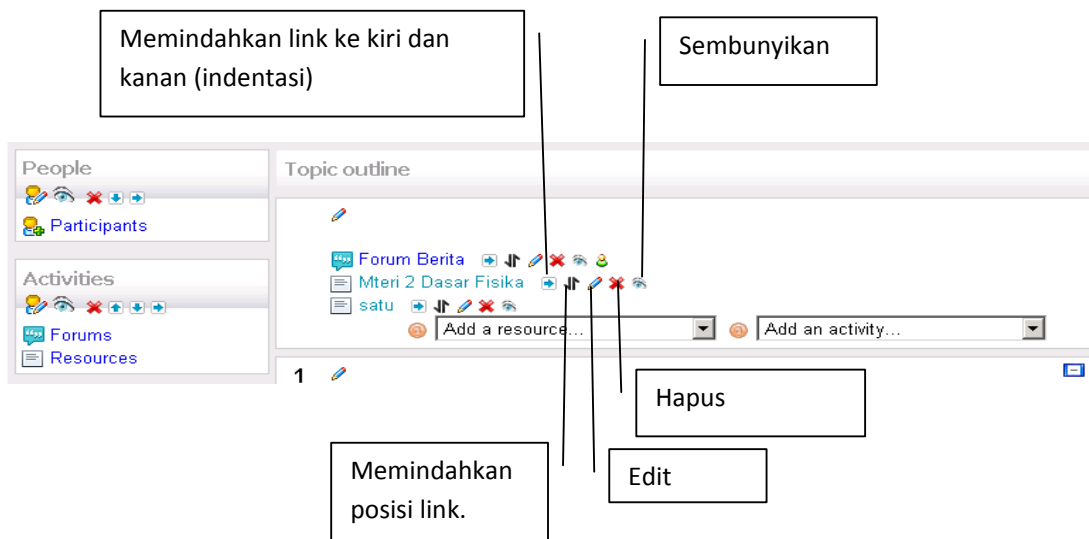 Memindahkan link ke kiri dan
kanan (indentasi)
Sembunyikan
People
Participants
Activities
Forums
Resources
Topic outline
Forum Berita
Mteri 2 Dasar Fisika
satu
Add a resource...
Add an activity...
1
Hapus
Edit
Memindahkan
posisi link.